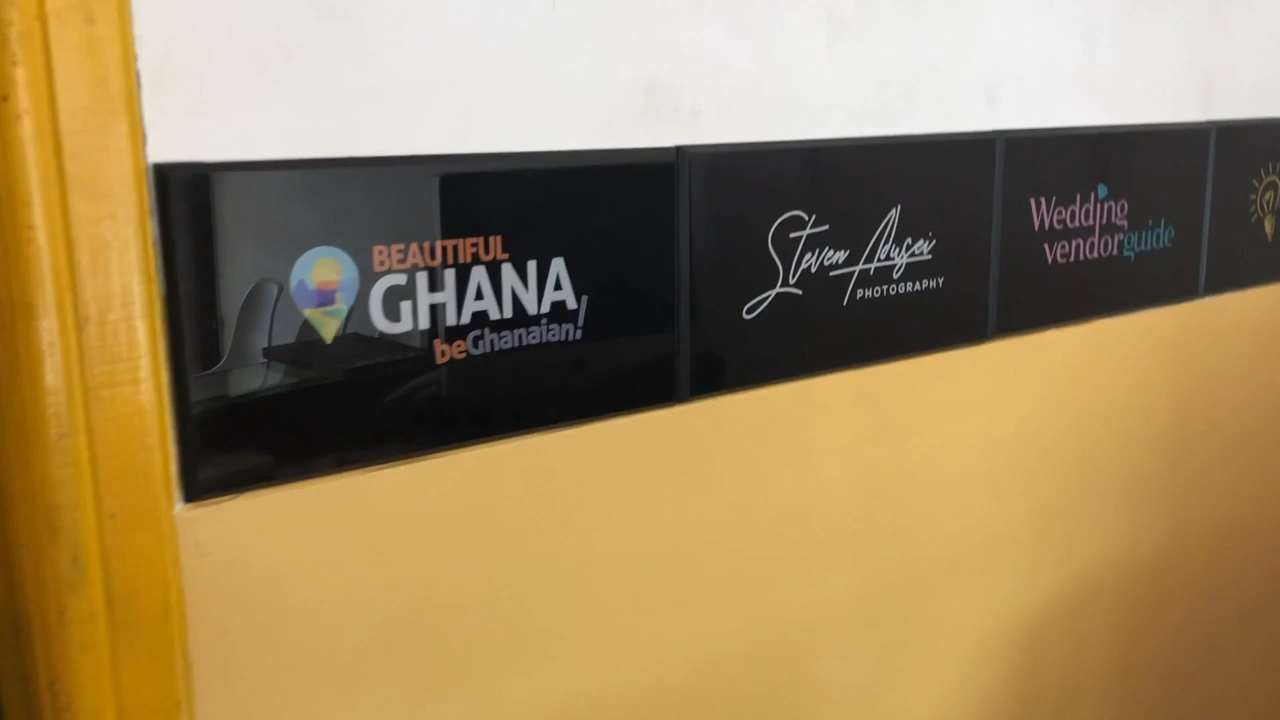 BEAUTIFUL
GHANA
beGhanaian!
Steven Adusei
PHOTOGRAPHY
Wedding
vendorguide